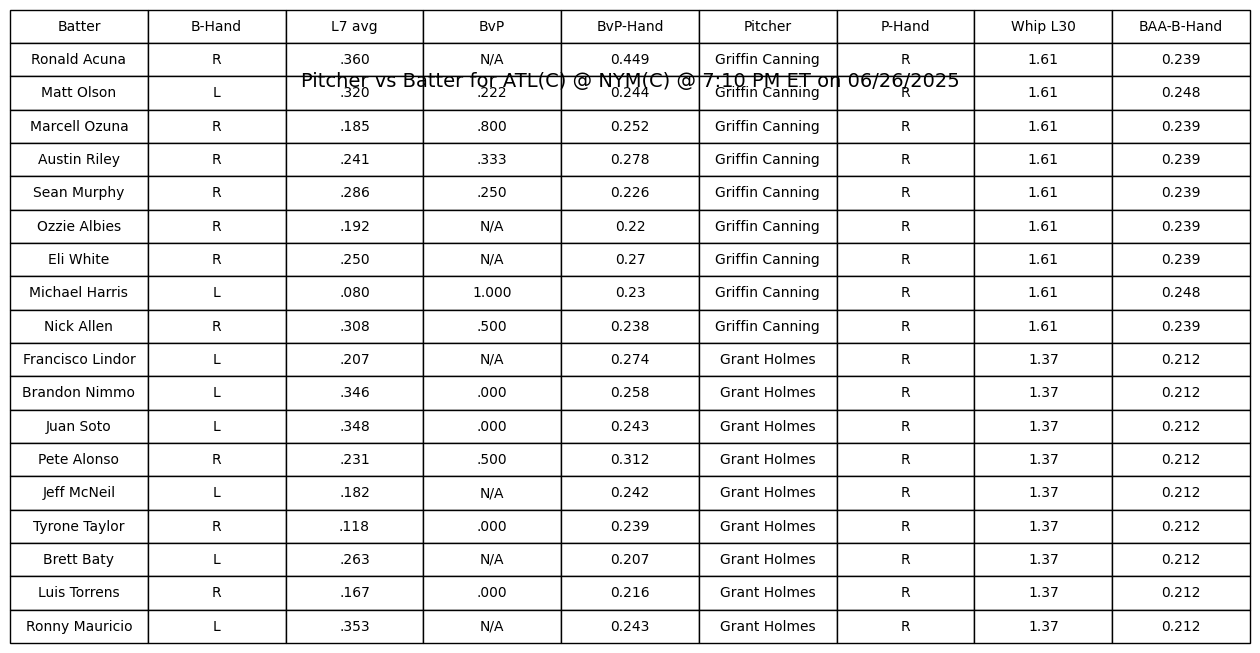 Batter B-Hand L7 avg BvP BvP-Hand Pitcher P-Hand Whip L30 BAA-B-Hand
Ronald Acuna R .360 N/A 0.449 Griffin Canning R 1.61 0.239
Pitcher vs Batter for ATL(C) @ NYM(C) @ 7:10 PM ET on 06/26/2025
Matt Olson L .320 .222 0.244 Griffin Canning R 1.61 0.248
Marcell Ozuna R .185 .800 0.252 Griffin Canning R 1.61 0.239
Austin Riley R .241 .333 0.278 Griffin Canning R 1.61 0.239
Sean Murphy R .286 .250 0.226 Griffin Canning R 1.61 0.239
Ozzie Albies R .192 N/A 0.22 Griffin Canning R 1.61 0.239
Eli White R .250 N/A 0.27 Griffin Canning R 1.61 0.239
Michael Harris L .080 1.000 0.23 Griffin Canning R 1.61 0.248
Nick Allen R .308 .500 0.238 Griffin Canning R 1.61 0.239
Francisco Lindor L .207 N/A 0.274 Grant Holmes R 1.37 0.212
Brandon Nimmo L .346 .000 0.258 Grant Holmes R 1.37 0.212
Juan Soto L .348 .000 0.243 Grant Holmes R 1.37 0.212
Pete Alonso R .231 .500 0.312 Grant Holmes R 1.37 0.212
Jeff McNeil L .182 N/A 0.242 Grant Holmes R 1.37 0.212
Tyrone Taylor R .118 .000 0.239 Grant Holmes R 1.37 0.212
Brett Baty L .263 N/A 0.207 Grant Holmes R 1.37 0.212
Luis Torrens R .167 .000 0.216 Grant Holmes R 1.37 0.212
Ronny Mauricio L .353 N/A 0.243 Grant Holmes R 1.37 0.212